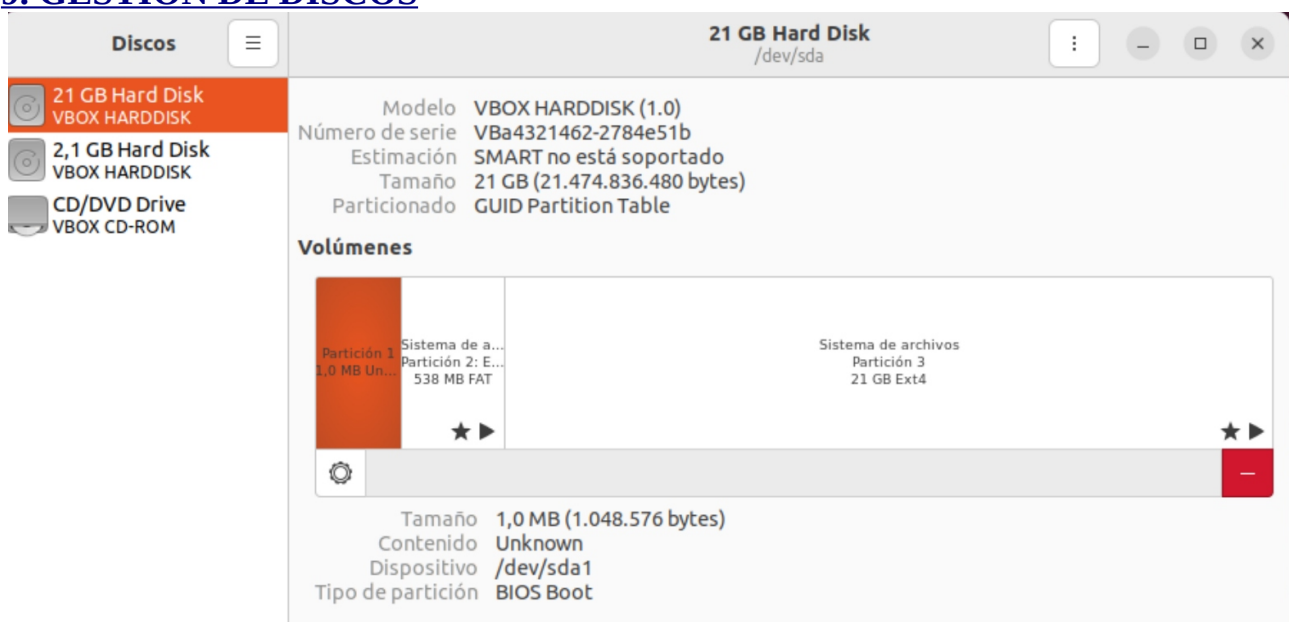 5. GESTIÓN DE DISCOS
Discos
21 GB Hard Disk
/dev/sda
21 GB Hard Disk
VBOX HARDDISK
2,1 GB Hard Disk
VBOX HARDDISK
CD/DVD Drive
VBOX CD-ROM
Modelo VBOX HARDDISK (1.0)
Número de serie VBa4321462-2784e51b
Estimación SMART no está soportado
Tamaño 21 GB (21.474.836.480 bytes)
Particionado GUID Partition Table
Volúmenes
Partición 1
1,0 MB Un...
Sistema de a...
Partición 2: E...
538 MB FAT
Sistema de archivos
Partición 3
21 GB Ext4
Tamaño 1,0 MB (1.048.576 bytes)
Contenido Unknown
Dispositivo /dev/sda1
Tipo de partición BIOS Boot